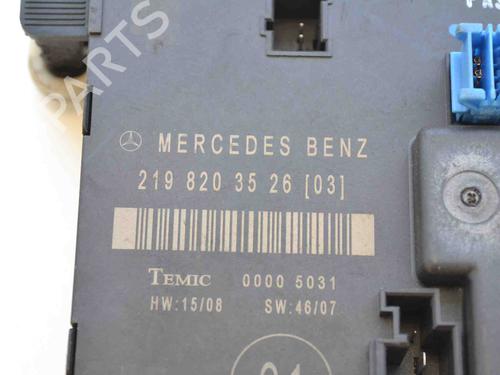 PARTS
MERCEDES BENZ
219 820 35 26 [03]
TEMIC 0000 5031
HW:15/08 SW:46/07